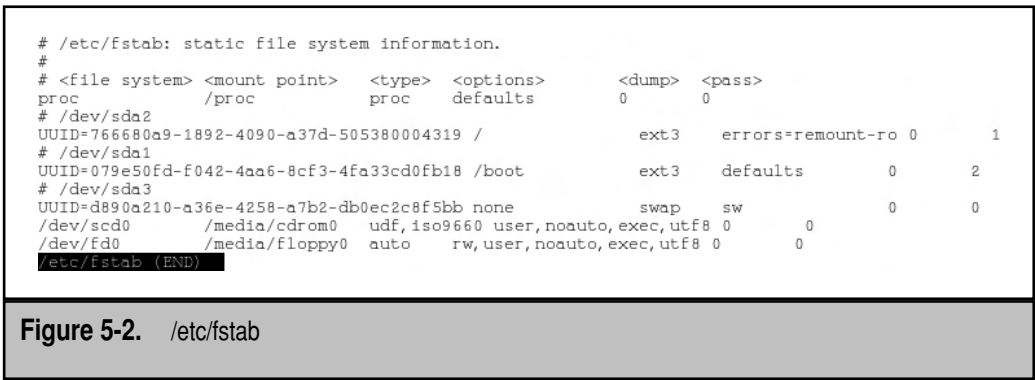 # /etc/fstab: static file system information.
#
# <file system> <mount point>   <type>  <options>       <dump>  <pass>
proc            /proc           proc    defaults        0       0
# /dev/sda2
UUID=766680a9-1892-4090-a37d-505380004319 /               ext3    errors=remount-ro 0       1
# /dev/sda1
UUID=079e50fd-f042-4aa6-8cf3-4fa33cd0fb18 /boot           ext3    defaults        0       2
# /dev/sda3
UUID=d890a210-a36e-4258-a7b2-db0ec2c8f5bb none            swap    sw              0       0
/dev/scd0       /media/cdrom0   udf,iso9660 user,noauto,exec,utf8 0       0
/dev/fd0        /media/floppy0  auto    rw,user,noauto,exec,utf8 0       0
/etc/fstab (END)
Figure 5-2. /etc/fstab